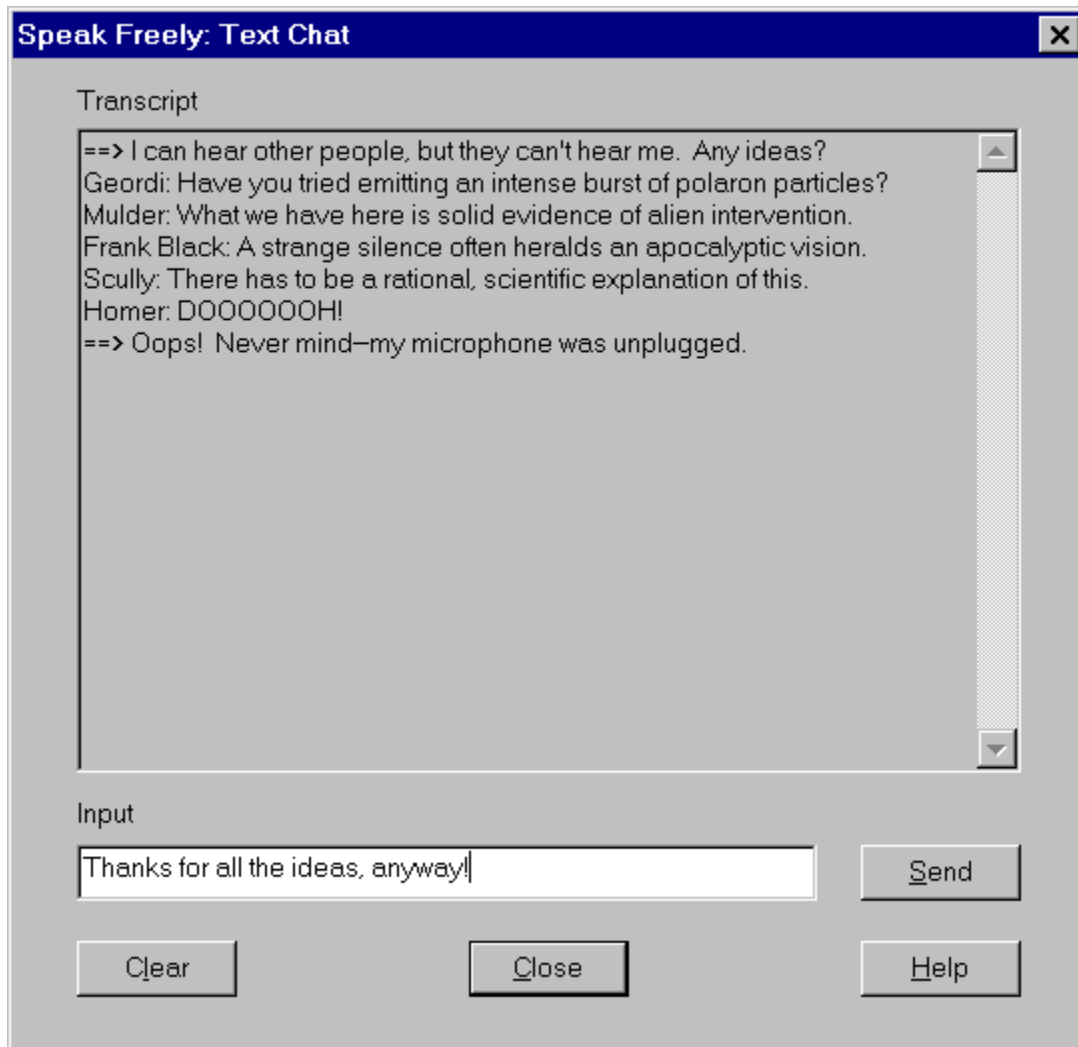 Speak Freely: Text Chat
Transcript
==> I can hear other people, but they can't hear me.  Any ideas?
Geordi: Have you tried emitting an intense burst of polaron particles?
Mulder: What we have here is solid evidence of alien intervention.
Frank Black: A strange silence often heralds an apocalyptic vision.
Scully: There has to be a rational, scientific explanation of this.
Homer: DOOOOOOH!
==> Oops!  Never mind—my microphone was unplugged.
Input
Thanks for all the ideas, anyway!
Send
Clear
Close
Help